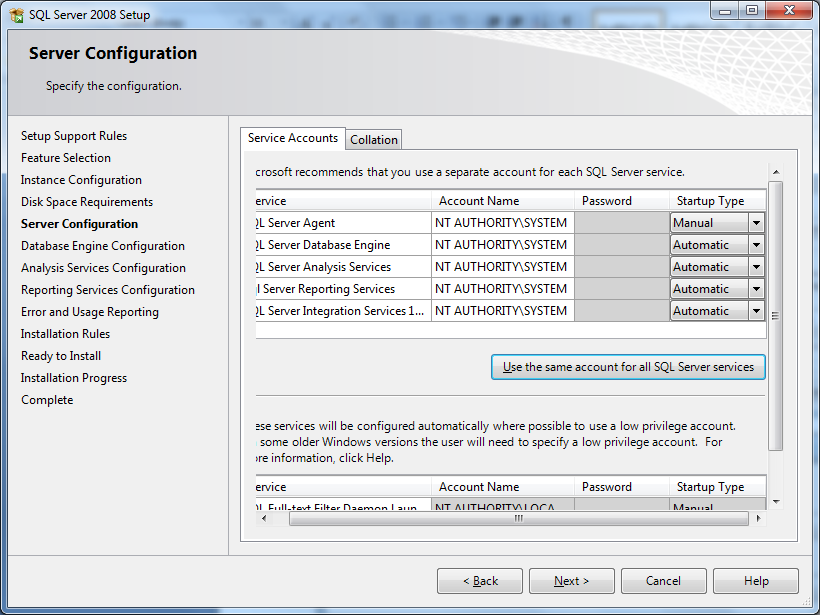 SQL Server 2008 Setup
Server Configuration
Specify the configuration.
Setup Support Rules
Feature Selection
Instance Configuration
Disk Space Requirements
Server Configuration
Database Engine Configuration
Analysis Services Configuration
Reporting Services Configuration
Error and Usage Reporting
Installation Rules
Ready to Install
Installation Progress
Complete
Service Accounts Collation
crosoft recommends that you use a separate account for each SQL Server service.
ervice Account Name Password Startup Type
QL Server Agent NT AUTHORITY\SYSTEM Manual
QL Server Database Engine NT AUTHORITY\SYSTEM Automatic
QL Server Analysis Services NT AUTHORITY\SYSTEM Automatic
ql Server Reporting Services NT AUTHORITY\SYSTEM Automatic
QL Server Integration Services 1... NT AUTHORITY\SYSTEM Automatic
Use the same account for all SQL Server services
ese services will be configured automatically where possible to use a low privilege account.
some older Windows versions the user will need to specify a low privilege account. For
ore information, click Help.
ervice Account Name Password Startup Type
QL Full-text Filter Daemon Laun NT AUTHORITY\LOCA Manual
< Back Next > Cancel Help